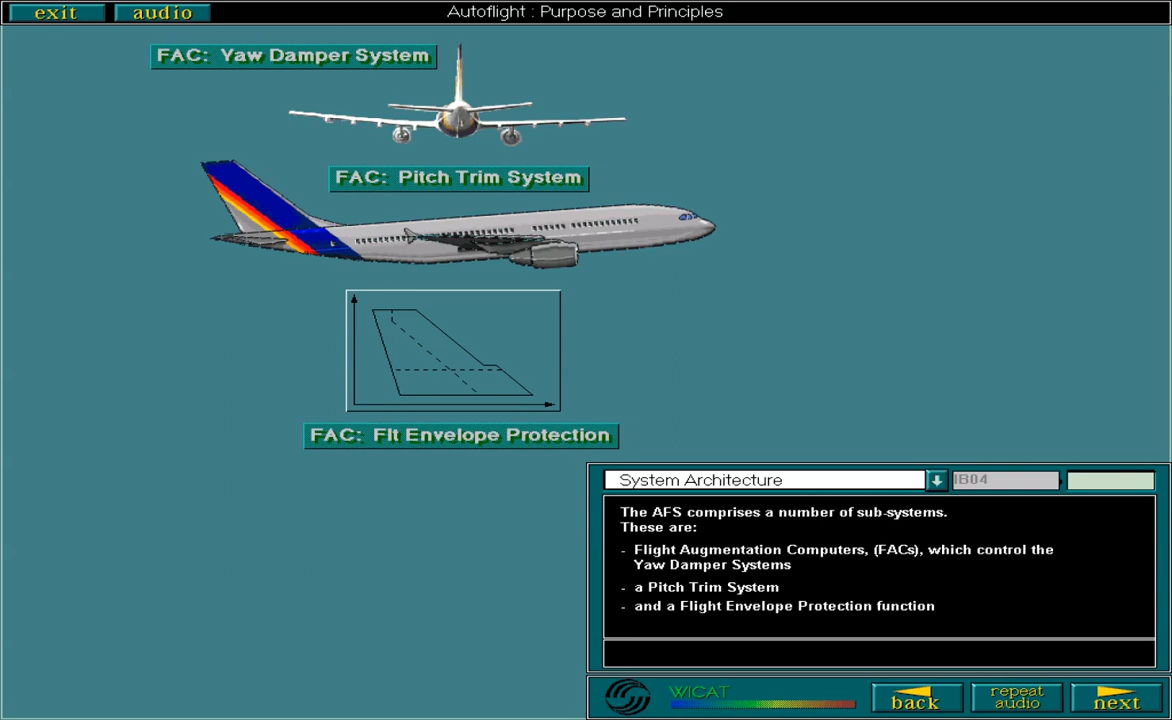 exit
audio
Autoflight : Purpose and Principles
FAC: Yaw Damper System
FAC: Pitch Trim System
FAC: Flt Envelope Protection
System Architecture
IB04
The AFS comprises a number of sub-systems.
These are:
- Flight Augmentation Computers, (FACs), which control the
Yaw Damper Systems
- a Pitch Trim System
- and a Flight Envelope Protection function
WICAT
back
repeat
audio
next